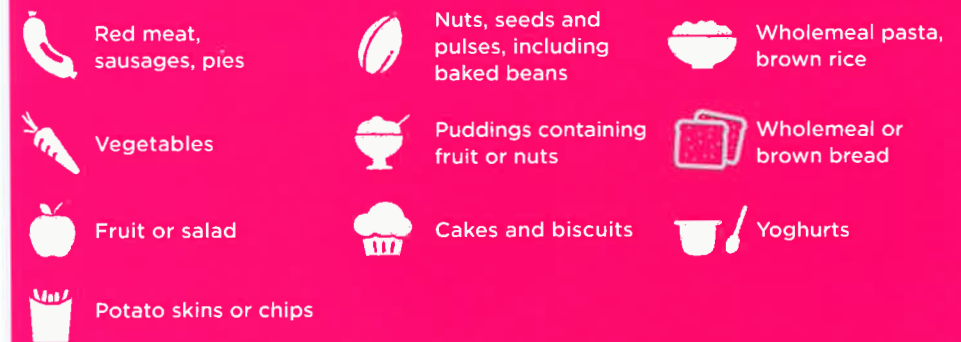 Red meat,
sausages, pies
Vegetables
Fruit or salad
Potato skins or chips
Nuts, seeds and
pulses, including
baked beans
Puddings containing
fruit or nuts
Cakes and biscuits
Wholemeal pasta,
brown rice
Wholemeal or
brown bread
Yoghurts